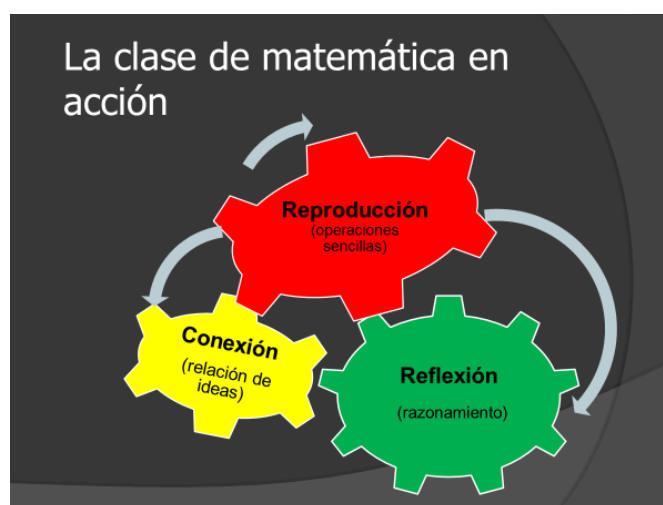 La clase de matemática en
acción
Reproducción
(operaciones
sencillas)
Conexión
(relación de
ideas)
Reflexión
(razonamiento)